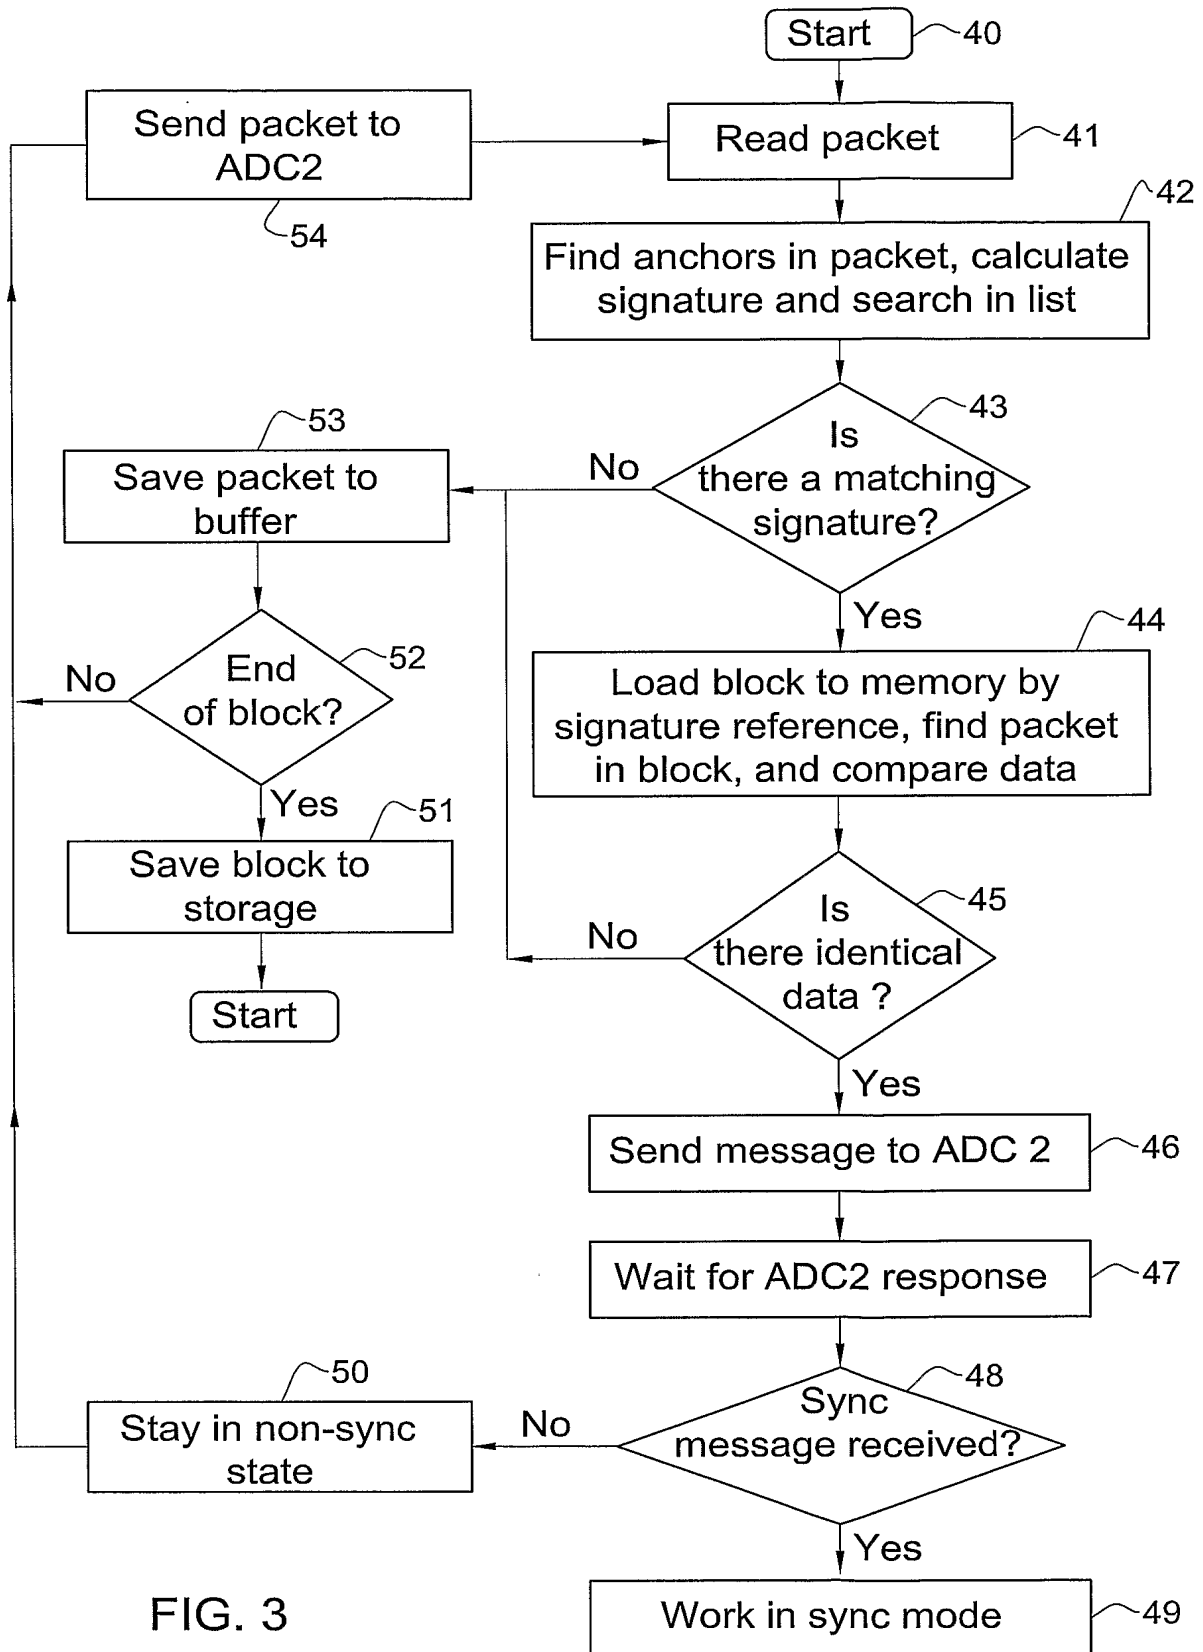 Start
40
Send packet to
ADC2
54
Read packet
41
42
Find anchors in packet, calculate
signature and search in list
43
Is
there a matching
signature?
No
Yes
53
Save packet to
buffer
52
End
of block?
No
Yes
51
Save block to
storage
Start
44
Load block to memory by
signature reference, find packet
in block, and compare data
45
Is
there identical
data ?
No
Yes
Send message to ADC 2
46
Wait for ADC2 response
47
48
Sync
message received?
No
Yes
50
Stay in non-sync
state
Work in sync mode
49
FIG. 3